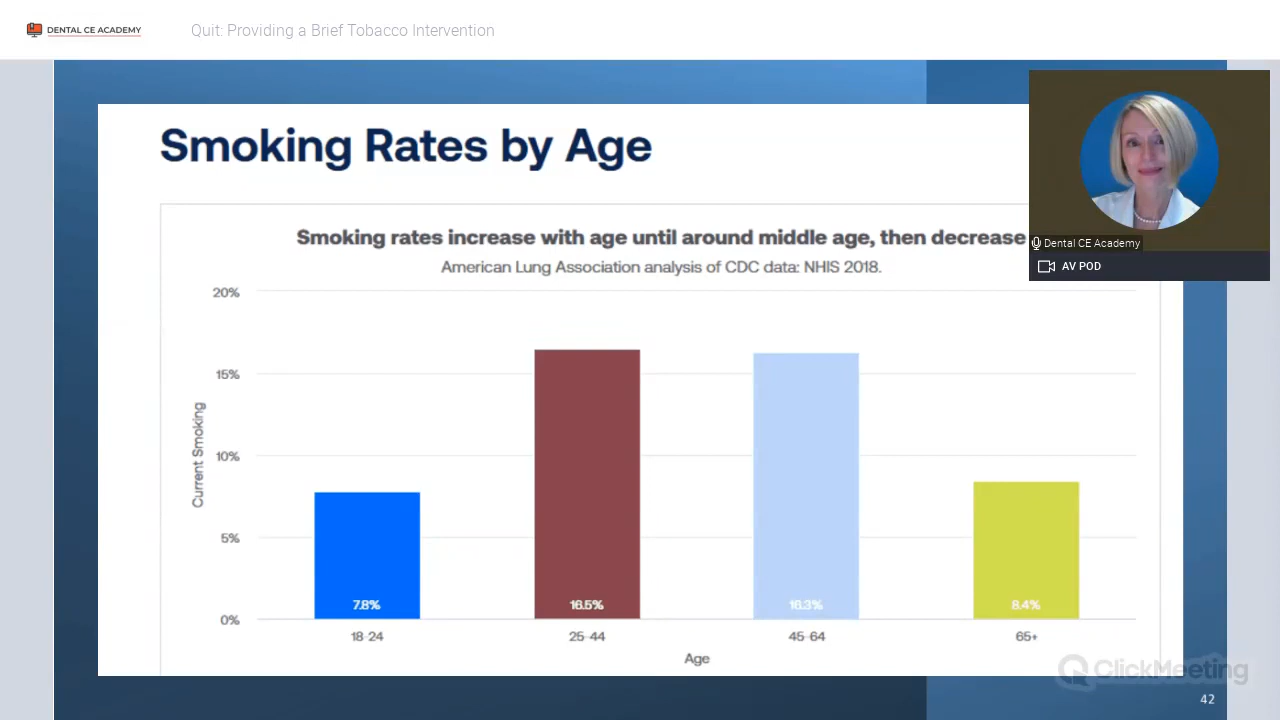 DENTAL CE ACADEMY
Quit: Providing a Brief Tobacco Intervention
Smoking Rates by Age
Smoking rates increase with age until around middle age, then decrease
American Lung Association analysis of CDC data: NHIS 2018.
Dental CE Academy
AV POD
20%
15%
10%
5%
0%
Current Smoking
7.8%
16.5%
16.3%
8.4%
18-24
25-44
45-64
65+
Age
ClickMeeting
42